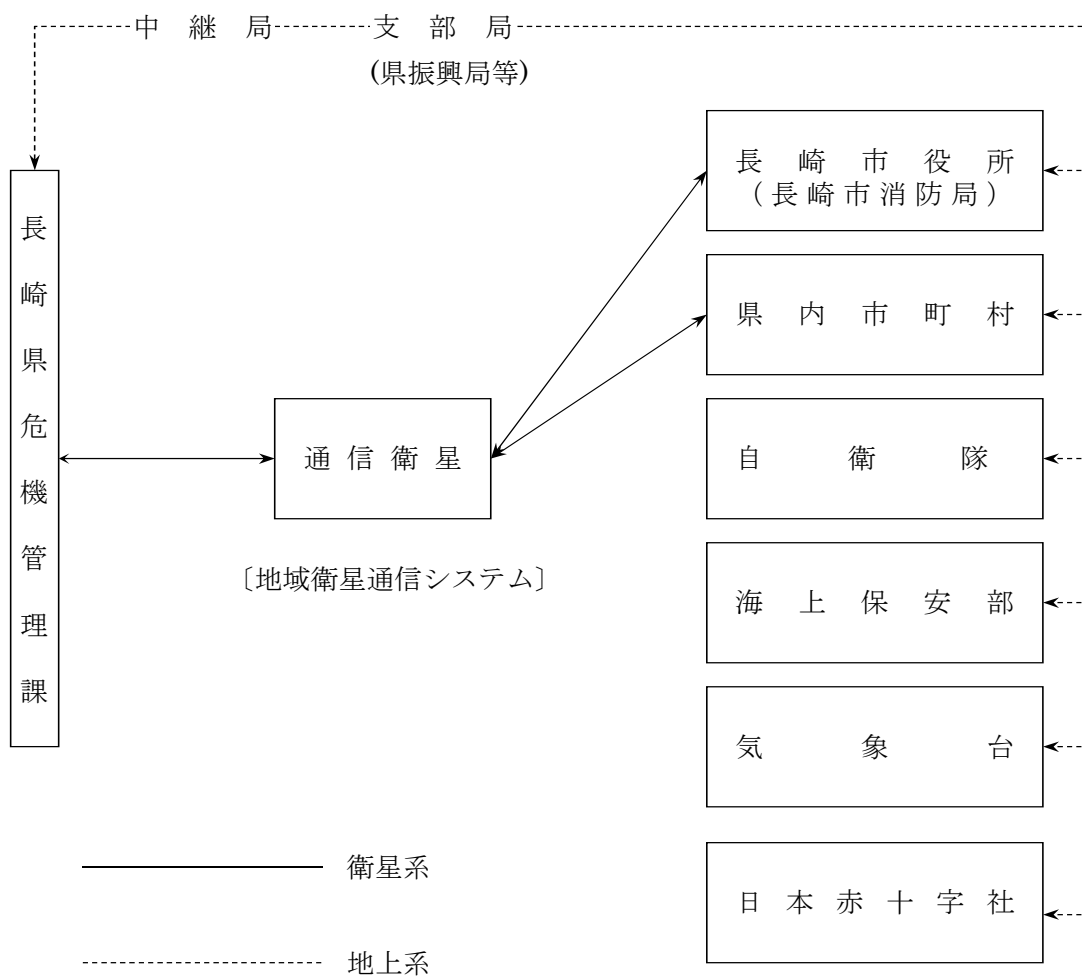 中継局 支部局
(県振興局等)
長崎県危機管理課
通信衛星
〔地域衛星通信システム〕
長崎市役所
(長崎市消防局)
県内市町村
自衛隊
海上保安部
気象台
日本赤十字社
衛星系
地上系